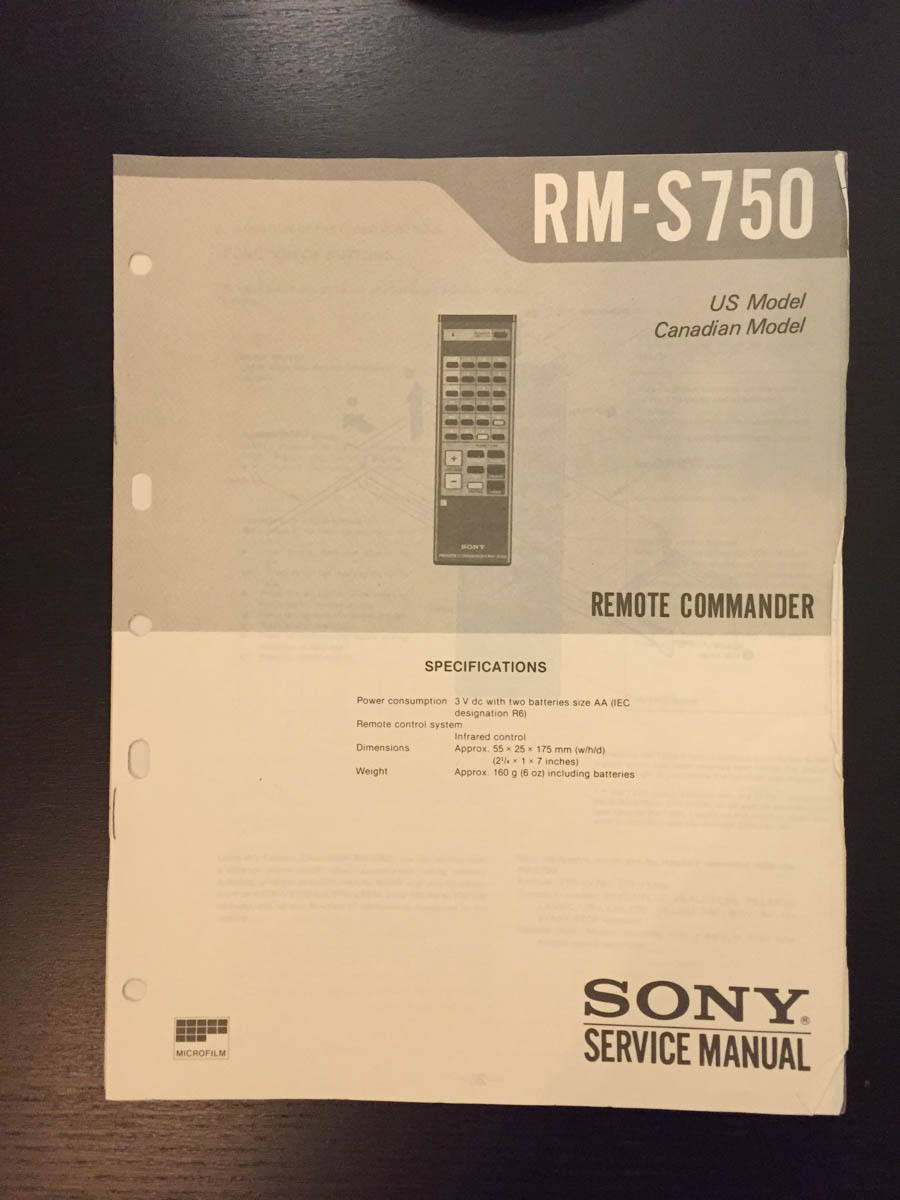 RM-S750
US Model
Canadian Model
SONY
REMOTE COMMANDER
SPECIFICATIONS
Power consumption 3 V dc with two batteries size AA (IEC
designation R6)
Remote control system
Infrared control
Dimensions Approx. 55 × 25 × 175 mm (w/h/d)
(2¹/₄ × 1 × 7 inches)
Weight Approx. 160 g (6 oz) including batteries
MICROFILM
SONY®
SERVICE MANUAL